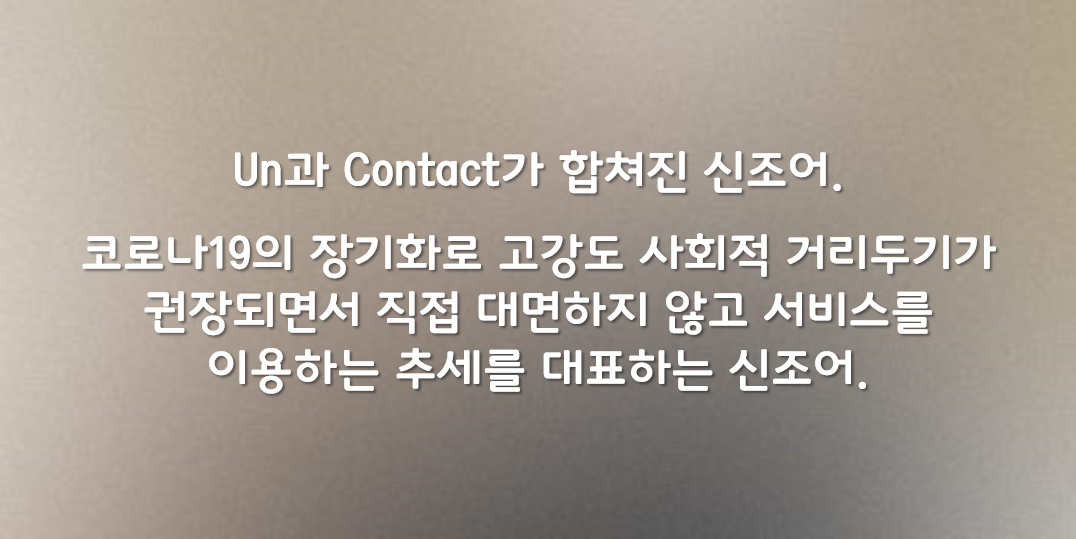 Un과 Contact가 합쳐진 신조어.
코로나19의 장기화로 고강도 사회적 거리두기가
권장되면서 직접 대면하지 않고 서비스를
이용하는 추세를 대표하는 신조어.